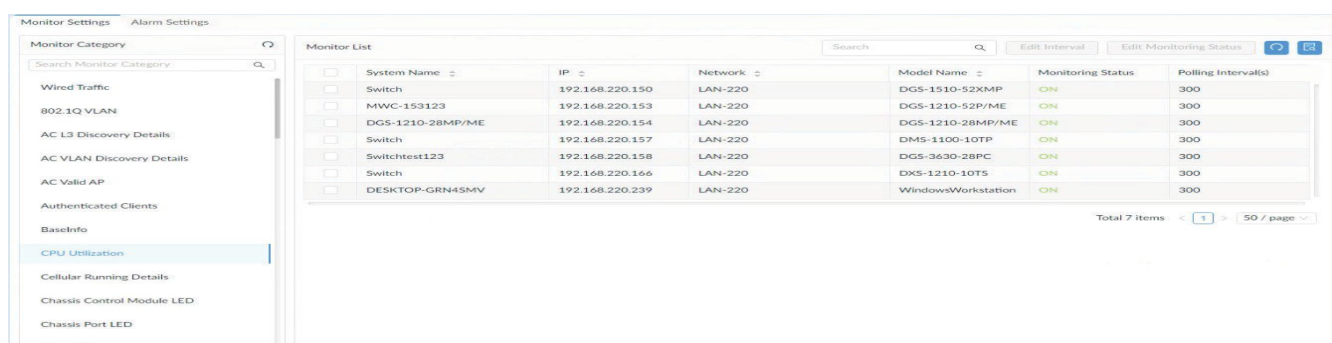 Monitor Settings Alarm Settings
Monitor Category
Search Monitor Category
Wired Traffic
802.1Q VLAN
AC L3 Discovery Details
AC VLAN Discovery Details
AC Valid AP
Authenticated Clients
BaseInfo
CPU Utilization
Cellular Running Details
Chassis Control Module LED
Chassis Port LED
Monitor List Search Edit Interval Edit Monitoring Status
System Name IP Network Model Name Monitoring Status Polling Interval(s)
Switch 192.168.220.150 LAN-220 DGS-1510-52XMP ON 300
MWC-153123 192.168.220.153 LAN-220 DGS-1210-52P/ME ON 300
DGS-1210-28MP/ME 192.168.220.154 LAN-220 DGS-1210-28MP/ME ON 300
Switch 192.168.220.157 LAN-220 DMS-1100-10TP ON 300
Switchtest123 192.168.220.158 LAN-220 DGS-3630-28PC ON 300
Switch 192.168.220.166 LAN-220 DXS-1210-10TS ON 300
DESKTOP-GRN4SMV 192.168.220.239 LAN-220 WindowsWorkstation ON 300
Total 7 items < 1 > 50 / page